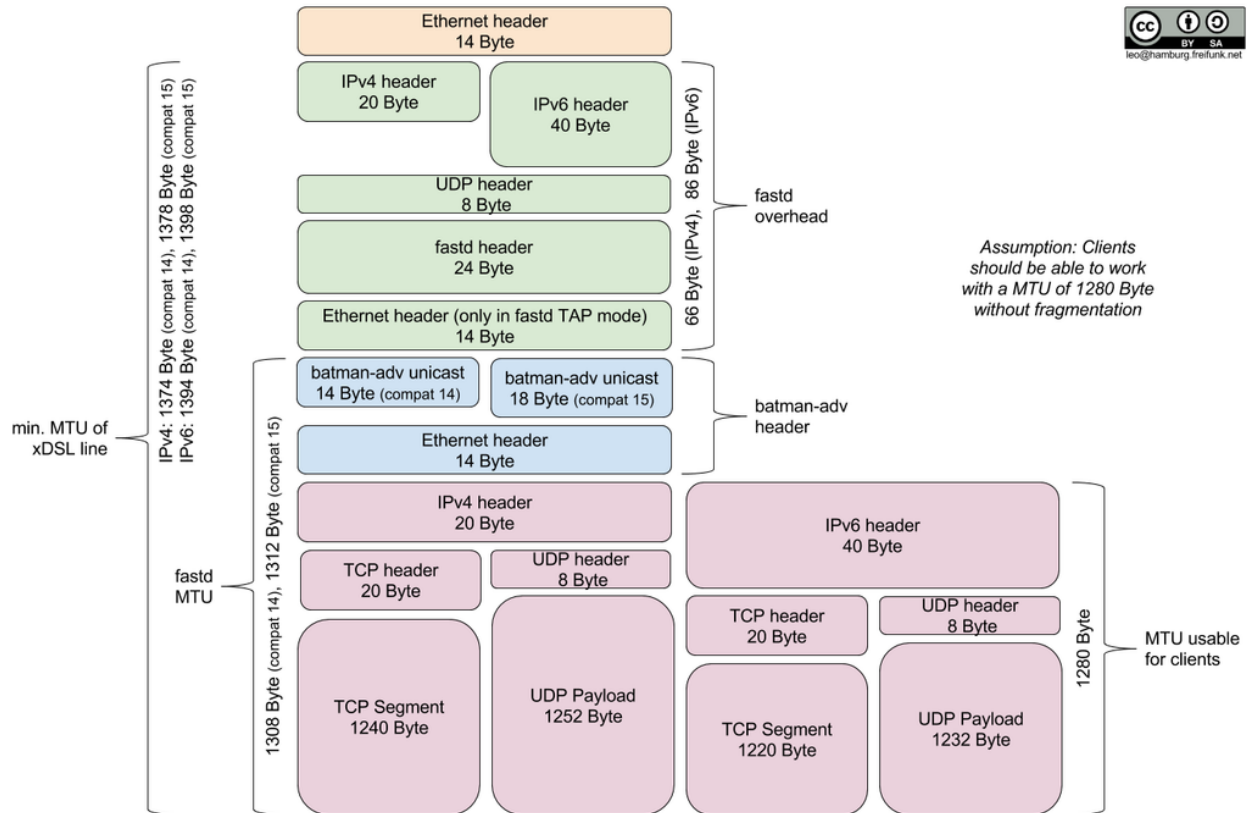 Ethernet header
14 Byte
cc
BY SA
leo@hamburg.freifunk.net
IPv4 header
20 Byte
IPv6 header
40 Byte
UDP header
8 Byte
fastd header
24 Byte
Ethernet header (only in fastd TAP mode)
14 Byte
66 Byte (IPv4), 86 Byte (IPv6)
fastd
overhead
Assumption: Clients
should be able to work
with a MTU of 1280 Byte
without fragmentation
min. MTU of
xDSL line
IPv4: 1374 Byte (compat 14), 1378 Byte (compat 15)
IPv6: 1394 Byte (compat 14), 1398 Byte (compat 15)
batman-adv unicast
14 Byte (compat 14)
batman-adv unicast
18 Byte (compat 15)
Ethernet header
14 Byte
batman-adv
header
fastd
MTU
1308 Byte (compat 14), 1312 Byte (compat 15)
IPv4 header
20 Byte
IPv6 header
40 Byte
TCP header
20 Byte
UDP header
8 Byte
TCP header
20 Byte
UDP header
8 Byte
TCP Segment
1240 Byte
UDP Payload
1252 Byte
TCP Segment
1220 Byte
UDP Payload
1232 Byte
1280 Byte
MTU usable
for clients